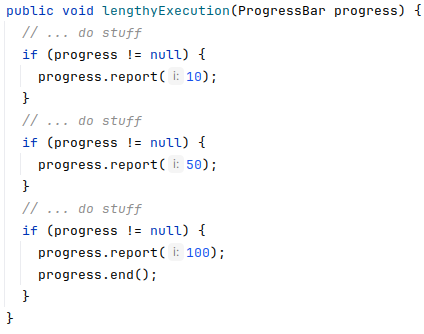 public void lengthyExecution(ProgressBar progress) {
  // ... do stuff
  if (progress != null) {
    progress.report( i: 10);
  }
  // ... do stuff
  if (progress != null) {
    progress.report( i: 50);
  }
  // ... do stuff
  if (progress != null) {
    progress.report( i: 100);
    progress.end();
  }
}